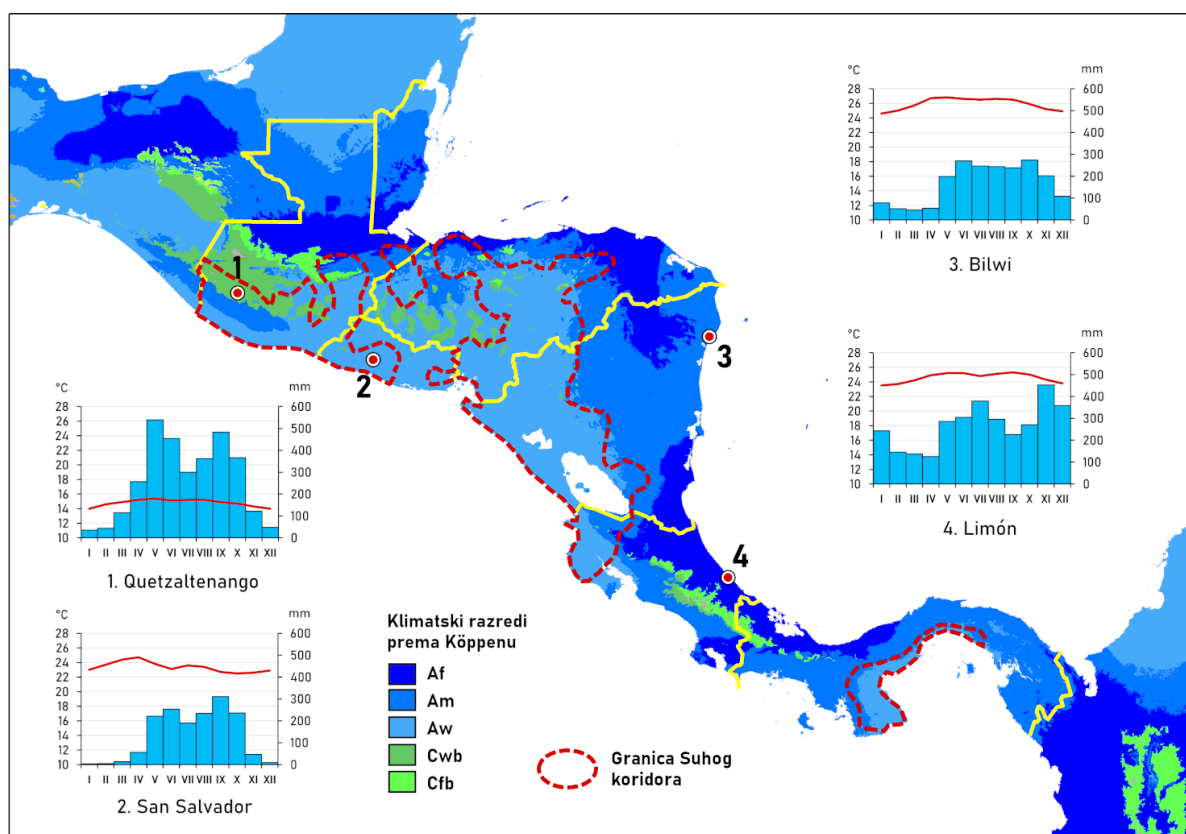 °C mm
28 600
26 500
24
22 400
20 300
18
16 200
14 100
12
10 0
I II III IV V VI VII VIII IX X XI XII
3. Bilwi
1
2
3
4
°C mm
28 600
26 500
24
22 400
20 300
18
16 200
14 100
12
10 0
I II III IV V VI VII VIII IX X XI XII
4. Limón
°C mm
28 600
26 500
24
22 400
20 300
18
16 200
14 100
12
10 0
I II III IV V VI VII VIII IX X XI XII
1. Quetzaltenango
°C mm
28 600
26 500
24
22 400
20 300
18
16 200
14 100
12
10 0
I II III IV V VI VII VIII IX X XI XII
2. San Salvador
Klimatski razredi
prema Köppenu
Af
Am
Aw
Cwb
Cfb
Granica Suhog
koridora